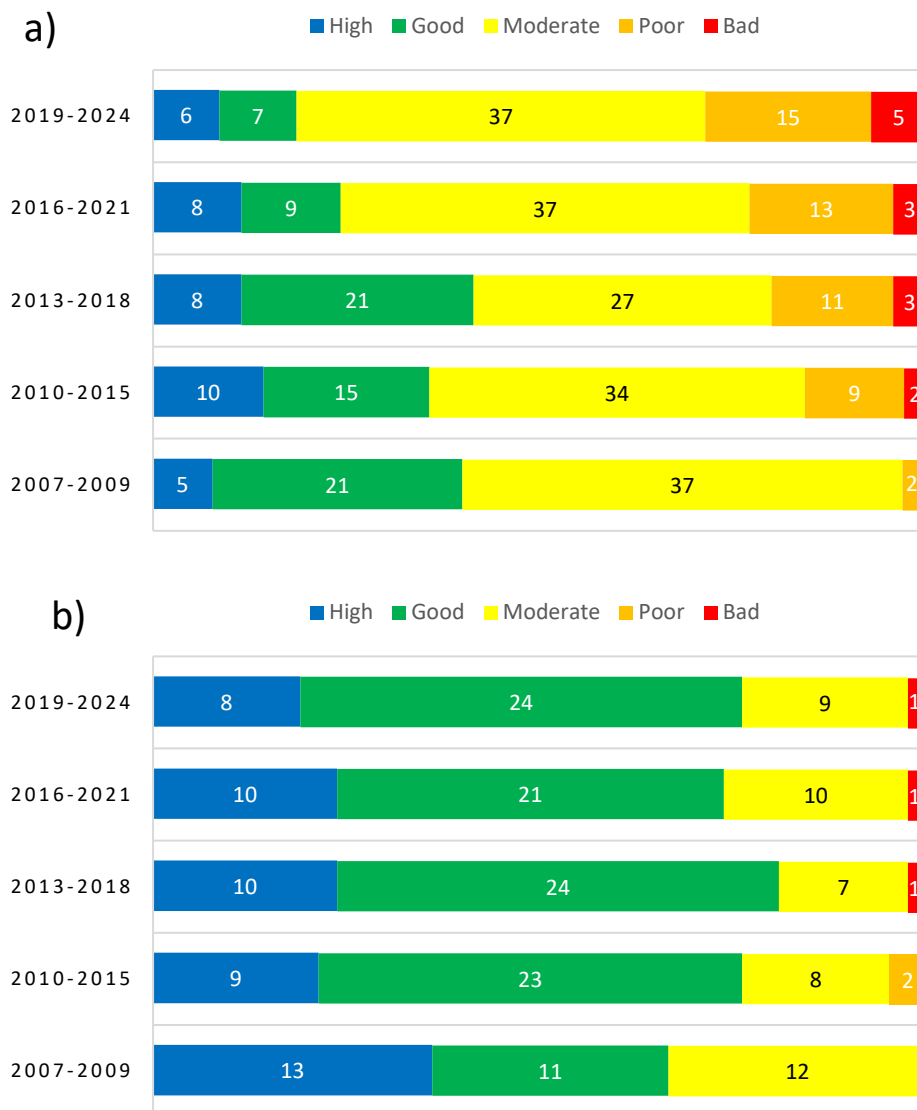 a)
High Good Moderate Poor Bad
2019-2024 6 7 37 15 5
2016-2021 8 9 37 13 3
2013-2018 8 21 27 11 3
2010-2015 10 15 34 9 2
2007-2009 5 21 37 2
b)
High Good Moderate Poor Bad
2019-2024 8 24 9 1
2016-2021 10 21 10 1
2013-2018 10 24 7 1
2010-2015 9 23 8 2
2007-2009 13 11 12